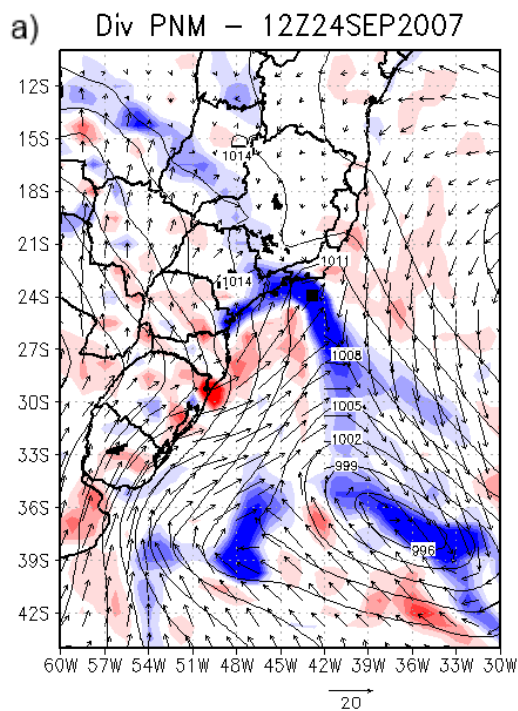 a) Div PNM – 12Z24SEP2007
12S
15S
18S
21S
24S
27S
30S
33S
36S
39S
42S
1014
1011
1014
1008
1005
1002
999
996
60W 57W 54W 51W 48W 45W 42W 39W 36W 33W 30W
20